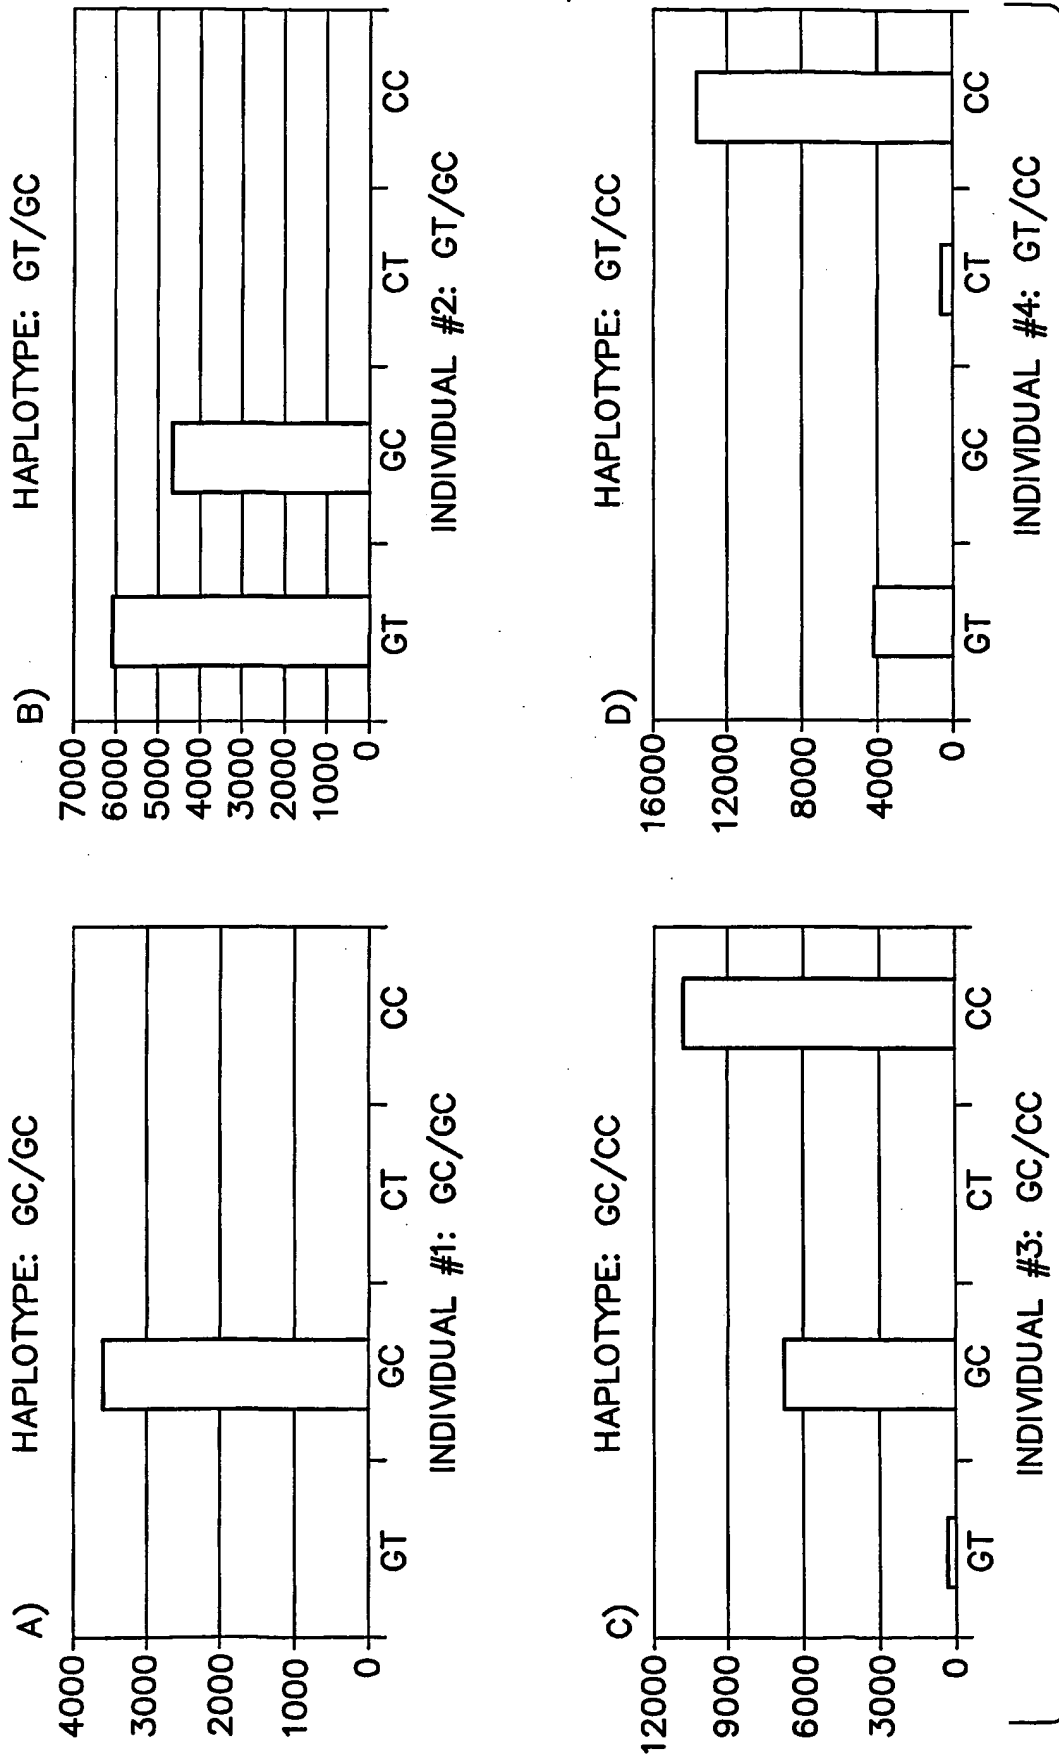 A)
HAPLOTYPE: GC/GC
4000
3000
2000
1000
0
GT GC CT CC
INDIVIDUAL #1: GC/GC
B)
HAPLOTYPE: GT/GC
7000
6000
5000
4000
3000
2000
1000
0
GT GC CT CC
INDIVIDUAL #2: GT/GC
C)
HAPLOTYPE: GC/CC
12000
9000
6000
3000
0
GT GC CT CC
INDIVIDUAL #3: GC/CC
D)
HAPLOTYPE: GT/CC
16000
12000
8000
4000
0
GT GC CT CC
INDIVIDUAL #4: GT/CC